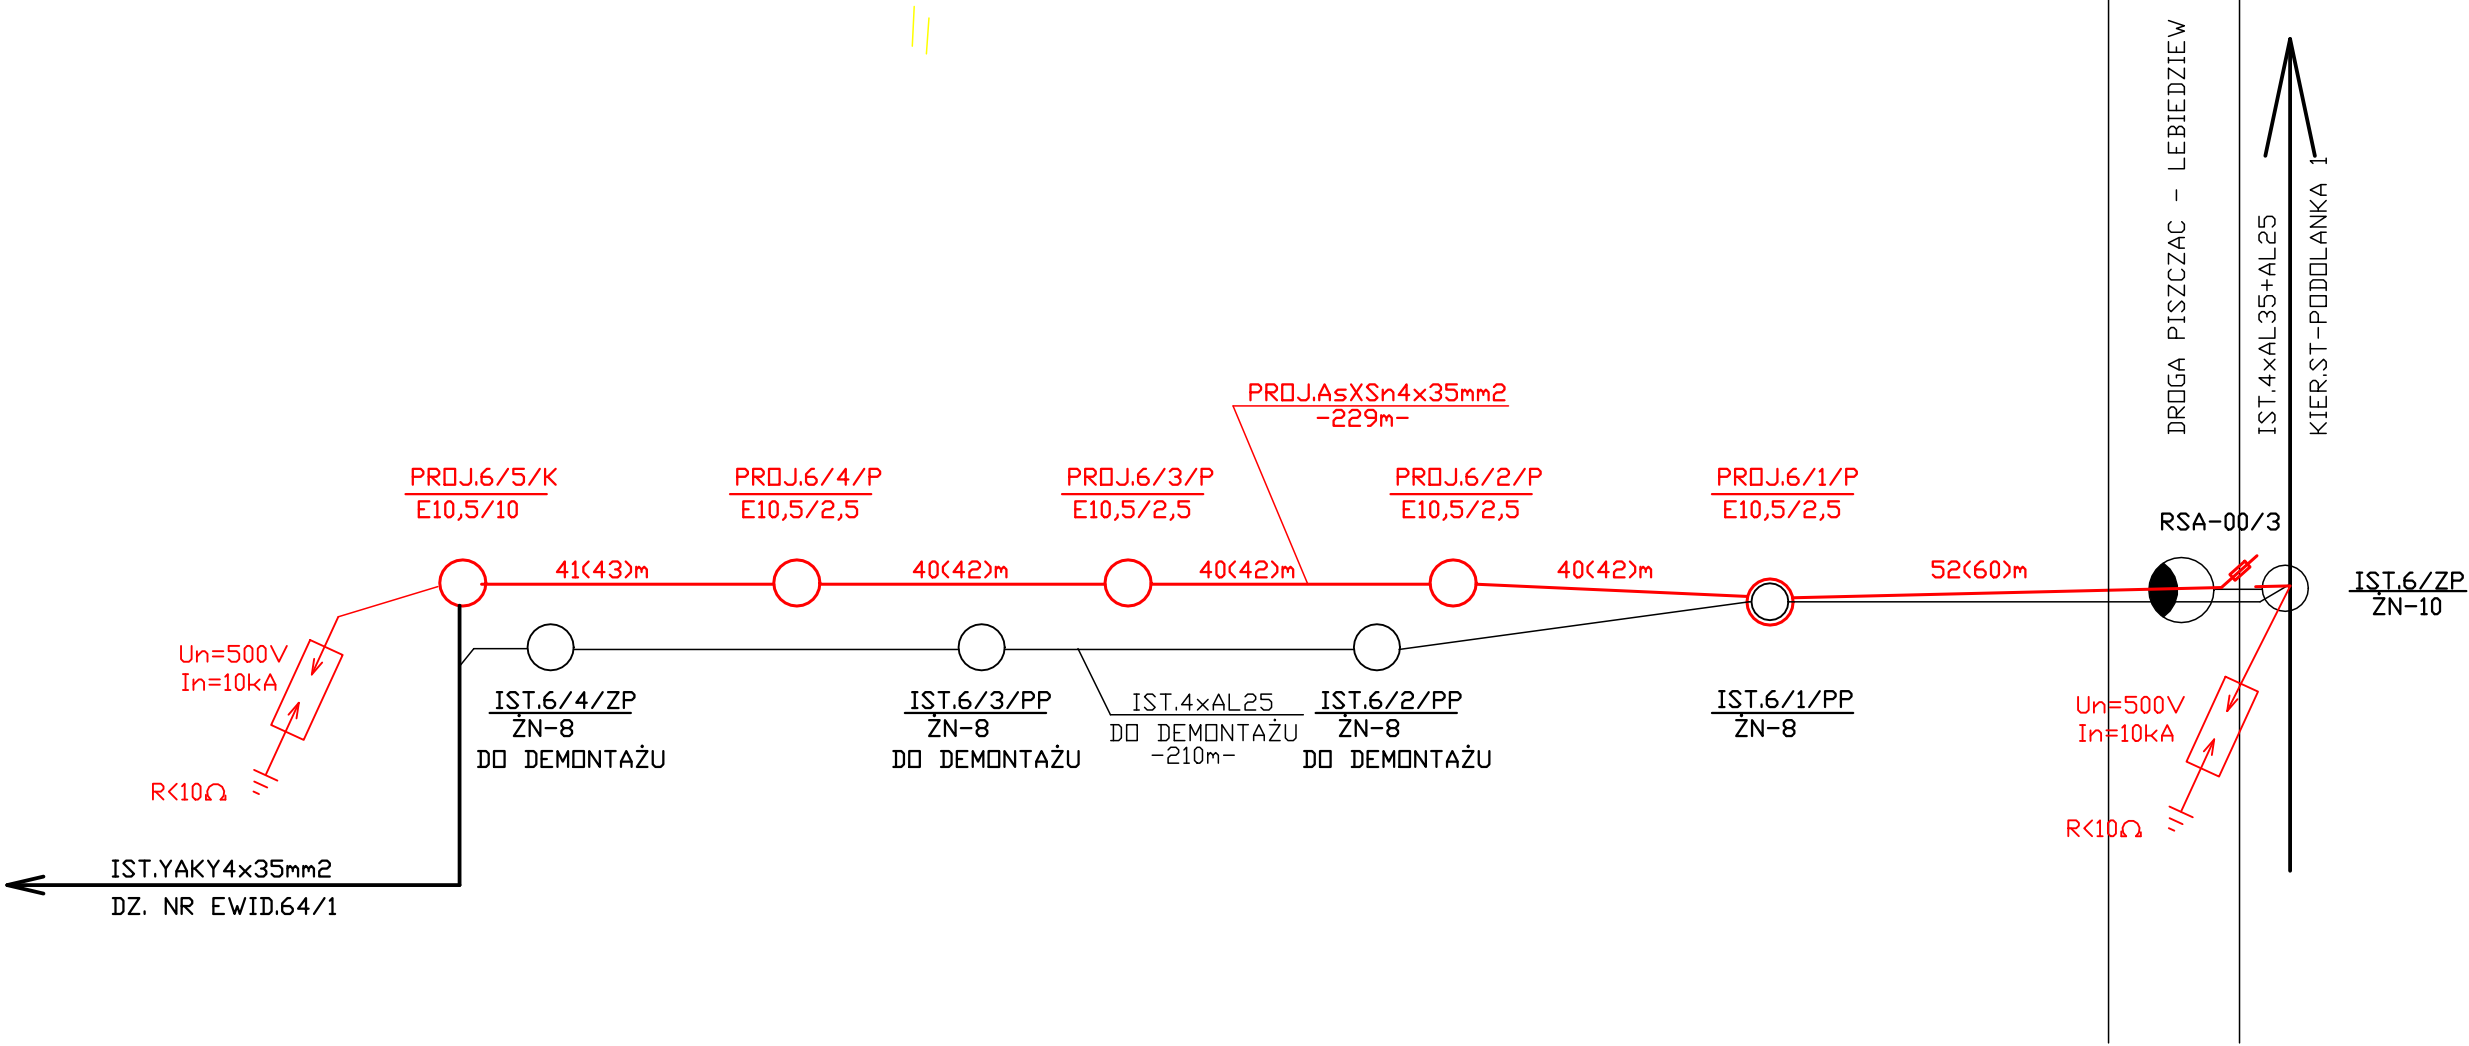 DROGA PISZCZAC - LEBIEDZIEW
IST.4xAL35+AL25
KIER.ST-PODLANKA 1
PROJ.AsXSn4x35mm2
-229m-
PROJ.6/5/K
E10,5/10
PROJ.6/4/P
E10,5/2,5
PROJ.6/3/P
E10,5/2,5
PROJ.6/2/P
E10,5/2,5
PROJ.6/1/P
E10,5/2,5
RSA-00/3
41(43)m
40(42)m
40(42)m
40(42)m
52(60)m
IST.6/ZP
ŻN-10
Un=500V
In=10kA
R<10Ω
IST.6/4/ZP
ŻN-8
DO DEMONTAŻU
IST.6/3/PP
ŻN-8
DO DEMONTAŻU
IST.4xAL25
DO DEMONTAŻU
-210m-
IST.6/2/PP
ŻN-8
DO DEMONTAŻU
IST.6/1/PP
ŻN-8
Un=500V
In=10kA
R<10Ω
IST.YAKY4x35mm2
DZ. NR EWID.64/1